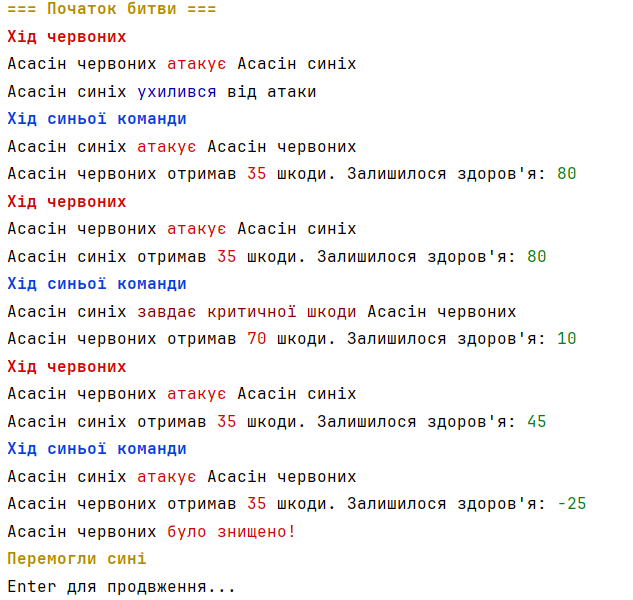 === Початок битви ===
Хід червоних
Асасін червоних атакує Асасін синіх
Асасін синіх ухилився від атаки
Хід синьої команди
Асасін синіх атакує Асасін червоних
Асасін червоних отримав 35 шкоди. Залишилося здоров'я: 80
Хід червоних
Асасін червоних атакує Асасін синіх
Асасін синіх отримав 35 шкоди. Залишилося здоров'я: 80
Хід синьої команди
Асасін синіх завдає критичної шкоди Асасін червоних
Асасін червоних отримав 70 шкоди. Залишилося здоров'я: 10
Хід червоних
Асасін червоних атакує Асасін синіх
Асасін синіх отримав 35 шкоди. Залишилося здоров'я: 45
Хід синьої команди
Асасін синіх атакує Асасін червоних
Асасін червоних отримав 35 шкоди. Залишилося здоров'я: -25
Асасін червоних було знищено!
Перемогли сині
Enter для продвження...